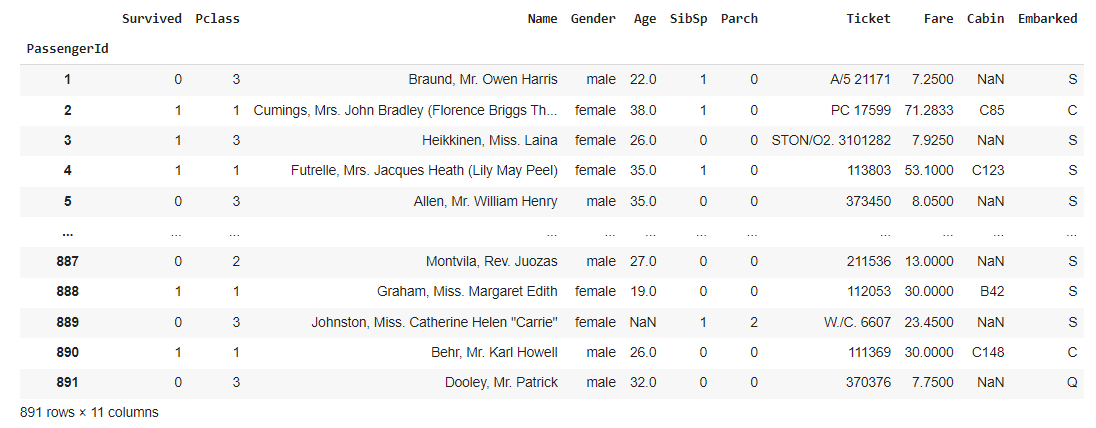 Survived Pclass Name Gender Age SibSp Parch Ticket Fare Cabin Embarked
PassengerId
1 0 3 Braund, Mr. Owen Harris male 22.0 1 0 A/5 21171 7.2500 NaN S
2 1 1 Cumings, Mrs. John Bradley (Florence Briggs Th... female 38.0 1 0 PC 17599 71.2833 C85 C
3 1 3 Heikkinen, Miss. Laina female 26.0 0 0 STON/O2. 3101282 7.9250 NaN S
4 1 1 Futrelle, Mrs. Jacques Heath (Lily May Peel) female 35.0 1 0 113803 53.1000 C123 S
5 0 3 Allen, Mr. William Henry male 35.0 0 0 373450 8.0500 NaN S
... ... ... ... ... ... ... ... ... ... ... ...
887 0 2 Montvila, Rev. Juozas male 27.0 0 0 211536 13.0000 NaN S
888 1 1 Graham, Miss. Margaret Edith female 19.0 0 0 112053 30.0000 B42 S
889 0 3 Johnston, Miss. Catherine Helen "Carrie" female NaN 1 2 W./C. 6607 23.4500 NaN S
890 1 1 Behr, Mr. Karl Howell male 26.0 0 0 111369 30.0000 C148 C
891 0 3 Dooley, Mr. Patrick male 32.0 0 0 370376 7.7500 NaN Q
891 rows × 11 columns